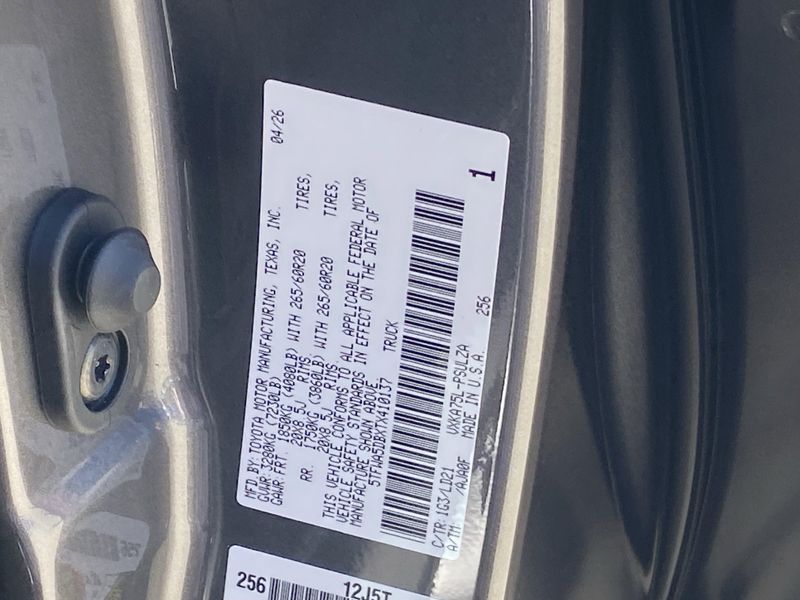 MFD.BY:TOYOTA MOTOR MANUFACTURING, TEXAS, INC. 04/26
GVWR:3280KG (7230LB)
GAWR:FRT. 1850KG (4080LB) WITH 265/60R20 TIRES,
20X8.5J RIMS
RR. 1750KG (3860LB) WITH 265/60R20 TIRES,
20X8.5J RIMS
THIS VEHICLE CONFORMS TO ALL APPLICABLE FEDERAL MOTOR
VEHICLE SAFETY STANDARDS IN EFFECT ON THE DATE OF
MANUFACTURE SHOWN ABOVE.
5TFWA5DBXTX418137 TRUCK
1
C/TR:1G3/LD21 VXKA75L-PSULZA 256
A/TM: /AJA0F MADE IN U.S.A.
256 12J5T